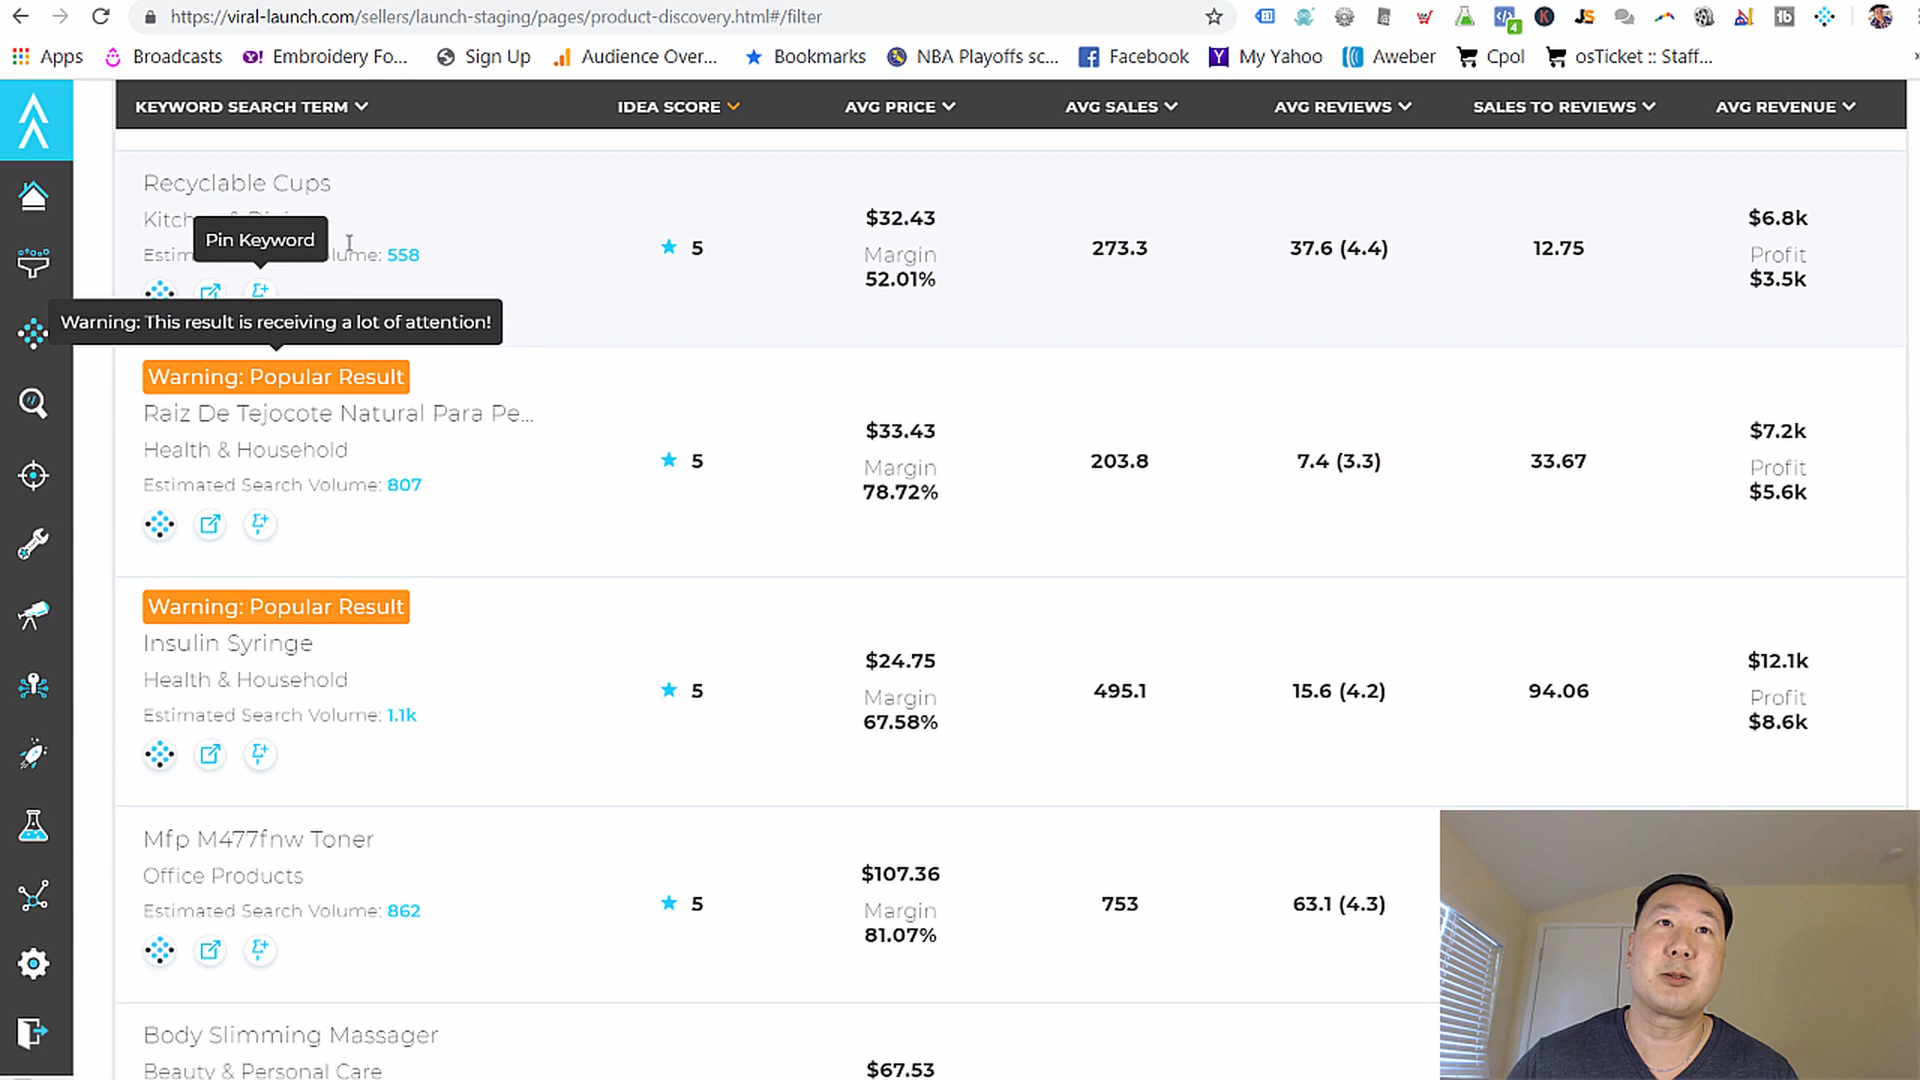 https://viral-launch.com/sellers/launch-staging/pages/product-discovery.html#/filter
Apps Broadcasts Embroidery Fo... Sign Up Audience Over... Bookmarks NBA Playoffs sc... Facebook My Yahoo Aweber Cpol osTicket :: Staff...
KEYWORD SEARCH TERM IDEA SCORE AVG PRICE AVG SALES AVG REVIEWS SALES TO REVIEWS AVG REVENUE
Recyclable Cups
Pin Keyword
558
5
$32.43
Margin
52.01%
273.3
37.6 (4.4)
12.75
$6.8k
Profit
$3.5k
Warning: This result is receiving a lot of attention!
Warning: Popular Result
Raiz De Tejocote Natural Para Pe...
Health & Household
Estimated Search Volume: 807
5
$33.43
Margin
78.72%
203.8
7.4 (3.3)
33.67
$7.2k
Profit
$5.6k
Warning: Popular Result
Insulin Syringe
Health & Household
Estimated Search Volume: 1.1k
5
$24.75
Margin
67.58%
495.1
15.6 (4.2)
94.06
$12.1k
Profit
$8.6k
Mfp M477fnw Toner
Office Products
Estimated Search Volume: 862
5
$107.36
Margin
81.07%
753
63.1 (4.3)
Body Slimming Massager
Beauty & Personal Care
$67.53